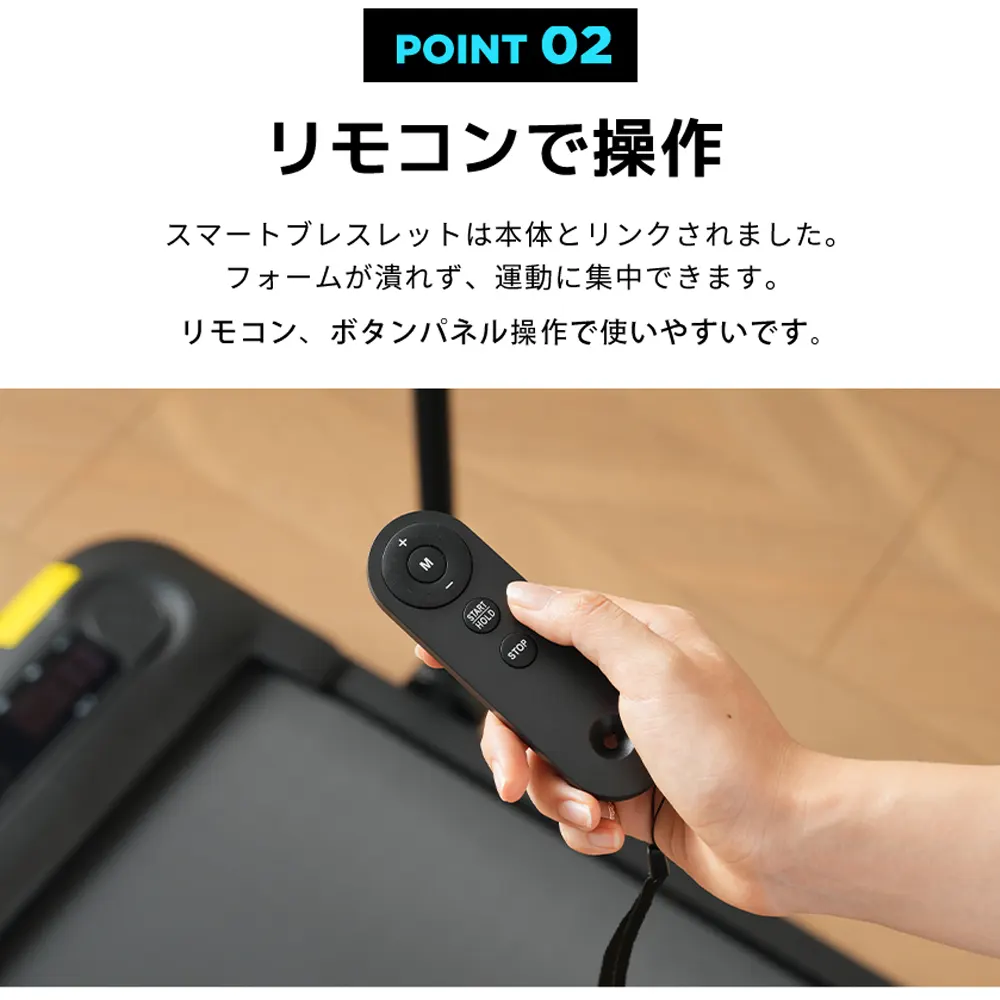 POINT 02
リモコンで操作
スマートブレスレットは本体とリンクされました。
フォームが潰れず、運動に集中できます。
リモコン、ボタンパネル操作で使いやすいです。
+
M
−
START
HOLD
STOP